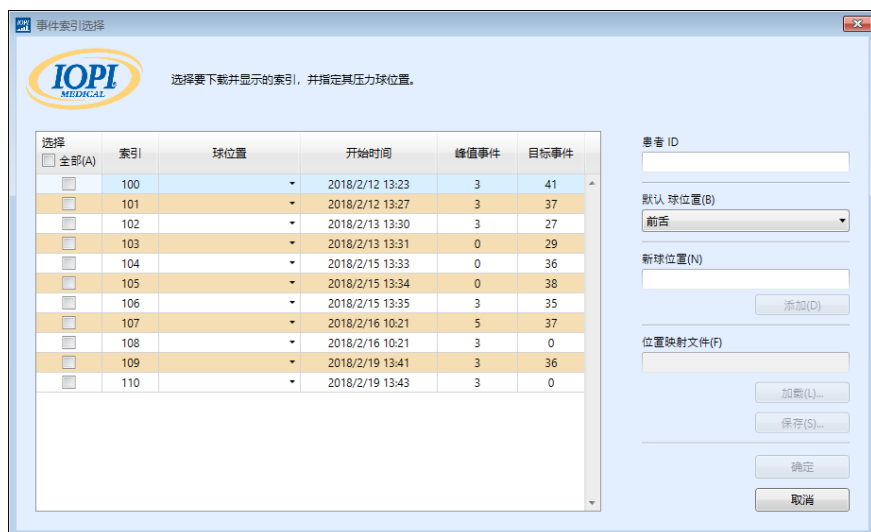 事件索引选择
IOPI
MEDICAL
选择要下载并显示的索引，并指定其压力球位置。
选择
全部(A) 索引 球位置 开始时间 峰值事件 目标事件
100 2018/2/12 13:23 3 41
101 2018/2/12 13:27 3 37
102 2018/2/13 13:30 3 27
103 2018/2/13 13:31 0 29
104 2018/2/15 13:33 0 36
105 2018/2/15 13:34 0 38
106 2018/2/15 13:35 3 35
107 2018/2/16 10:21 5 37
108 2018/2/16 10:21 3 0
109 2018/2/19 13:41 3 36
110 2018/2/19 13:43 3 0
患者 ID
默认 球位置(B)
前舌
新球位置(N)
添加(D)
位置映射文件(F)
加载(L)...
保存(S)...
确定
取消